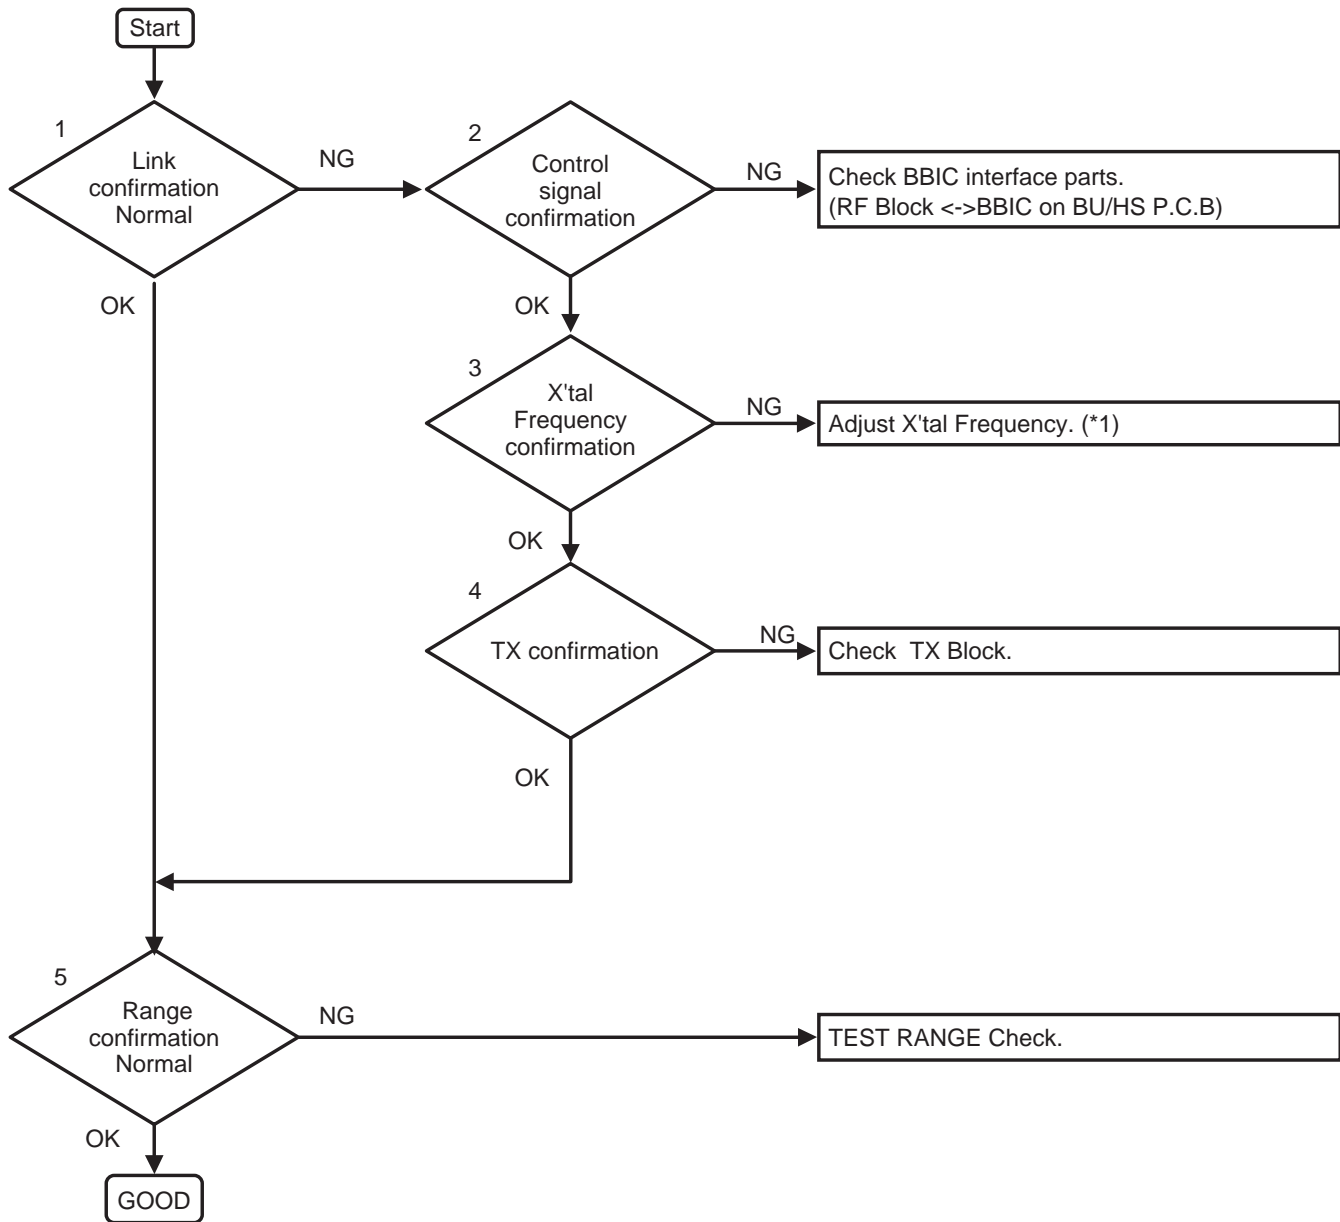 Start
1
Link
confirmation
Normal
NG
2
Control
signal
confirmation
NG
Check BBIC interface parts.
(RF Block <->BBIC on BU/HS P.C.B)
OK
OK
3
X'tal
Frequency
confirmation
NG
Adjust X'tal Frequency. (*1)
OK
4
TX confirmation
NG
Check  TX Block.
OK
5
Range
confirmation
Normal
NG
TEST RANGE Check.
OK
GOOD